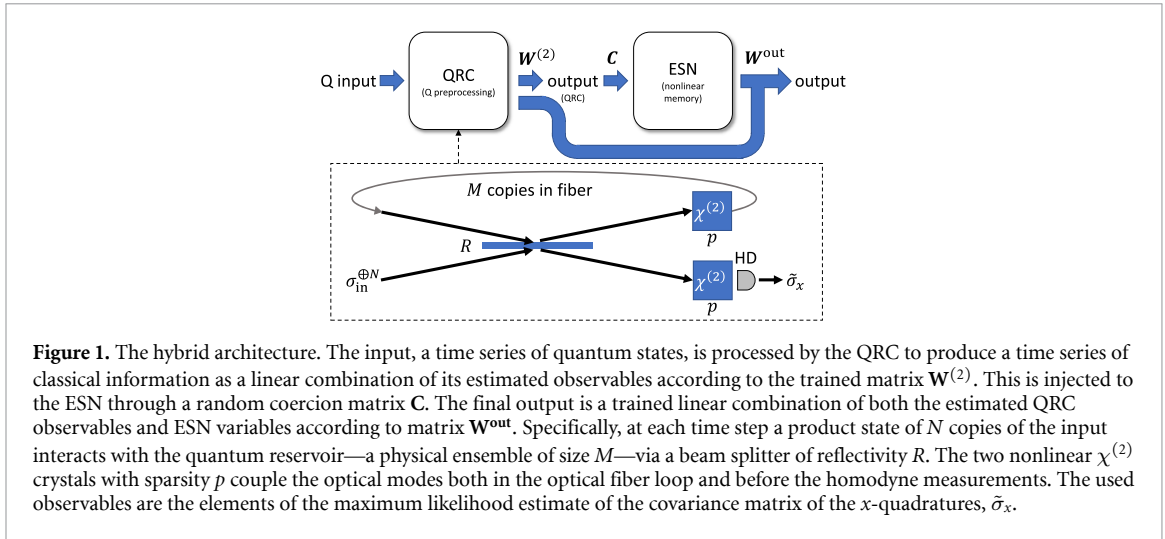 W(2) C Wout
Q input QRC output ESN output
(Q preprocessing) (QRC) (nonlinear
memory)
M copies in fiber
χ(2)
p
R
HD
σin⊕N χ(2) σ̃x
p
Figure 1. The hybrid architecture. The input, a time series of quantum states, is processed by the QRC to produce a time series of
classical information as a linear combination of its estimated observables according to the trained matrix W(2). This is injected to
the ESN through a random coercion matrix C. The final output is a trained linear combination of both the estimated QRC
observables and ESN variables according to matrix Wout. Specifically, at each time step a product state of N copies of the input
interacts with the quantum reservoir—a physical ensemble of size M—via a beam splitter of reflectivity R. The two nonlinear χ(2)
crystals with sparsity p couple the optical modes both in the optical fiber loop and before the homodyne measurements. The used
observables are the elements of the maximum likelihood estimate of the covariance matrix of the x-quadratures, σ̃x.